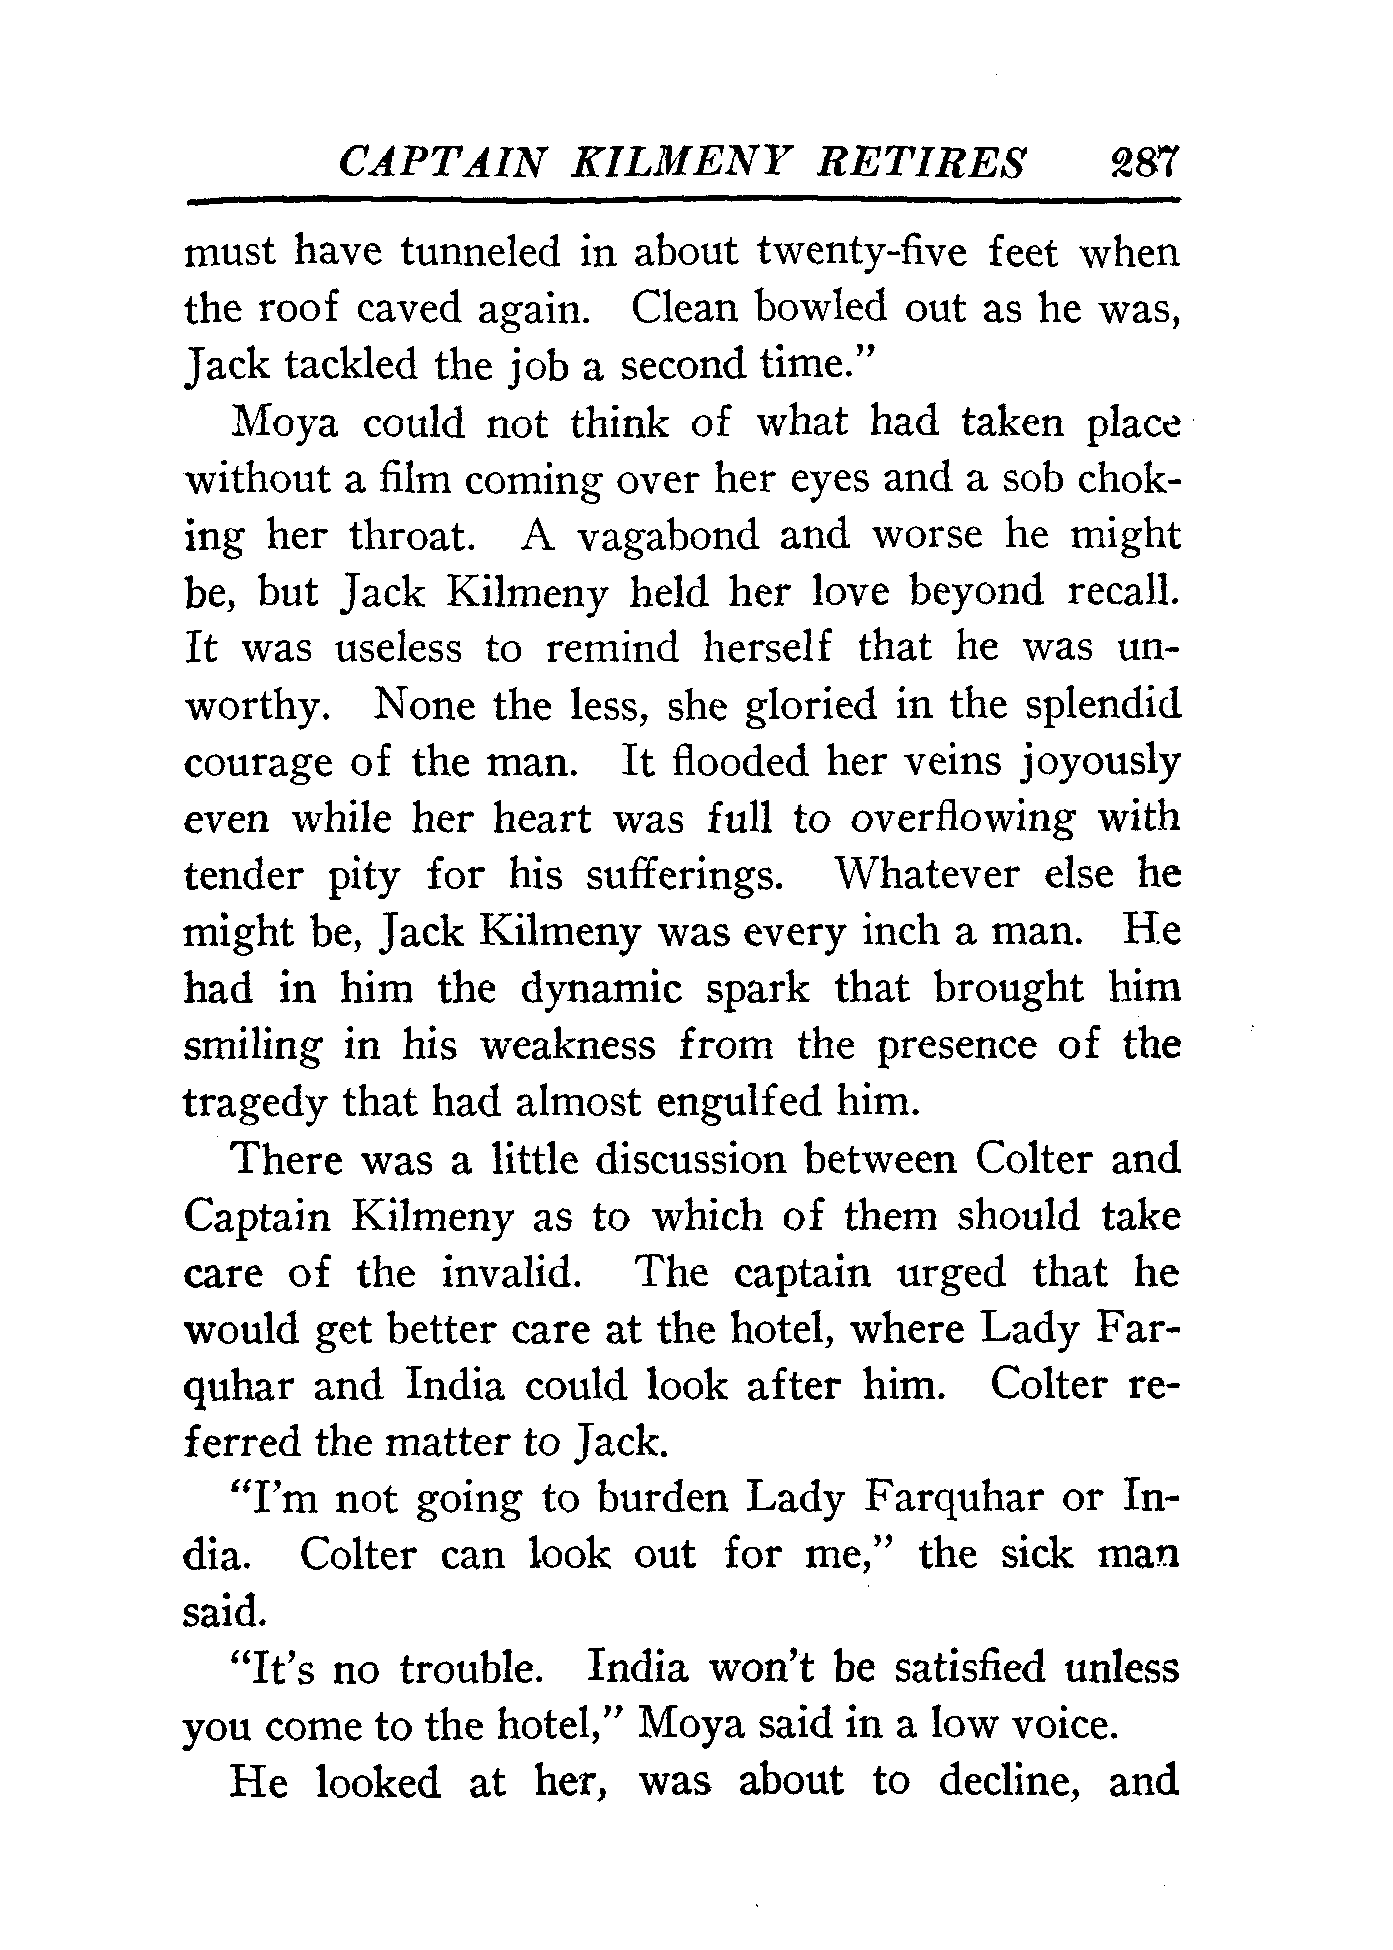 CAPTAIN KILMENY RETIRES 287
must have tunneled in about twenty-five feet when
the roof caved again. Clean bowled out as he was,
Jack tackled the job a second time."
Moya could not think of what had taken place
without a film coming over her eyes and a sob chok-
ing her throat. A vagabond and worse he might
be, but Jack Kilmeny held her love beyond recall.
It was useless to remind herself that he was un-
worthy. None the less, she gloried in the splendid
courage of the man. It flooded her veins joyously
even while her heart was full to overflowing with
tender pity for his sufferings. Whatever else he
might be, Jack Kilmeny was every inch a man. He
had in him the dynamic spark that brought him
smiling in his weakness from the presence of the
tragedy that had almost engulfed him.
There was a little discussion between Colter and
Captain Kilmeny as to which of them should take
care of the invalid. The captain urged that he
would get better care at the hotel, where Lady Far-
quhar and India could look after him. Colter re-
ferred the matter to Jack.
"I'm not going to burden Lady Farquhar or In-
dia. Colter can look out for me," the sick man
said.
"It's no trouble. India won't be satisfied unless
you come to the hotel," Moya said in a low voice.
He looked at her, was about to decline, and